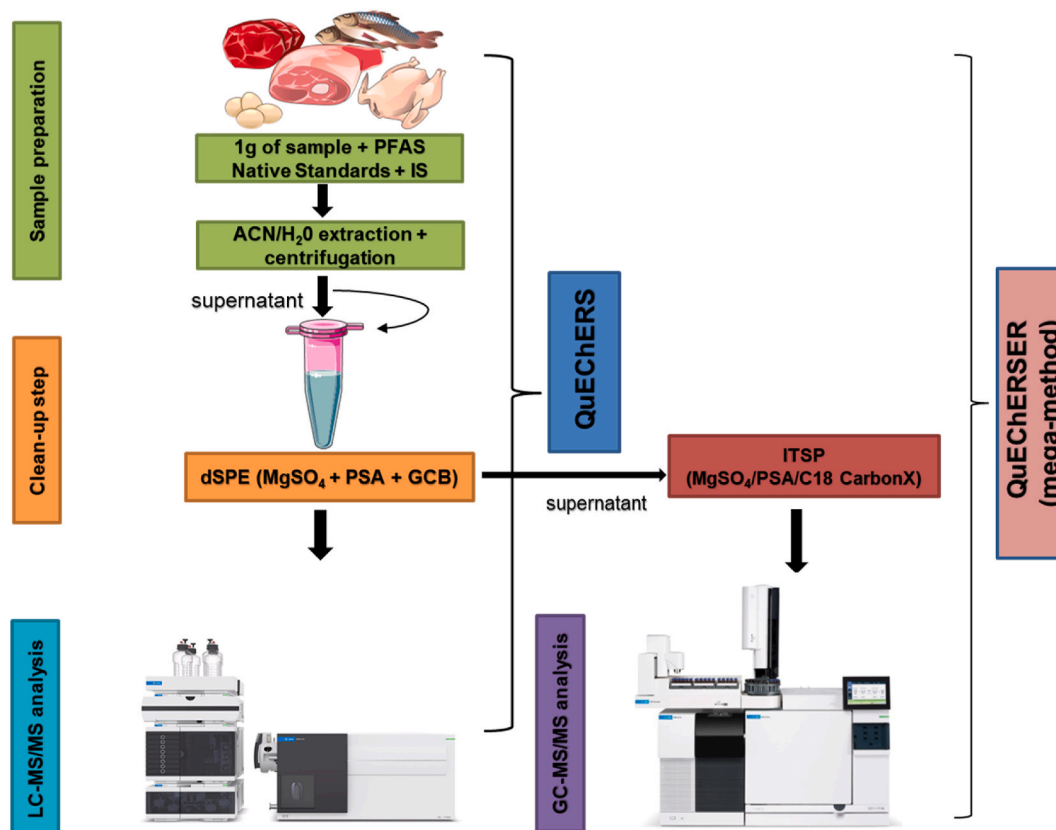 Sample preparation
1g of sample + PFAS
Native Standards + IS
ACN/H₂0 extraction +
centrifugation
supernatant
Clean-up step
dSPE (MgSO₄ + PSA + GCB)
supernatant
QuEChERS
ITSP
(MgSO₄/PSA/C18 CarbonX)
QuEChERSER
(mega-method)
LC-MS/MS analysis
GC-MS/MS analysis